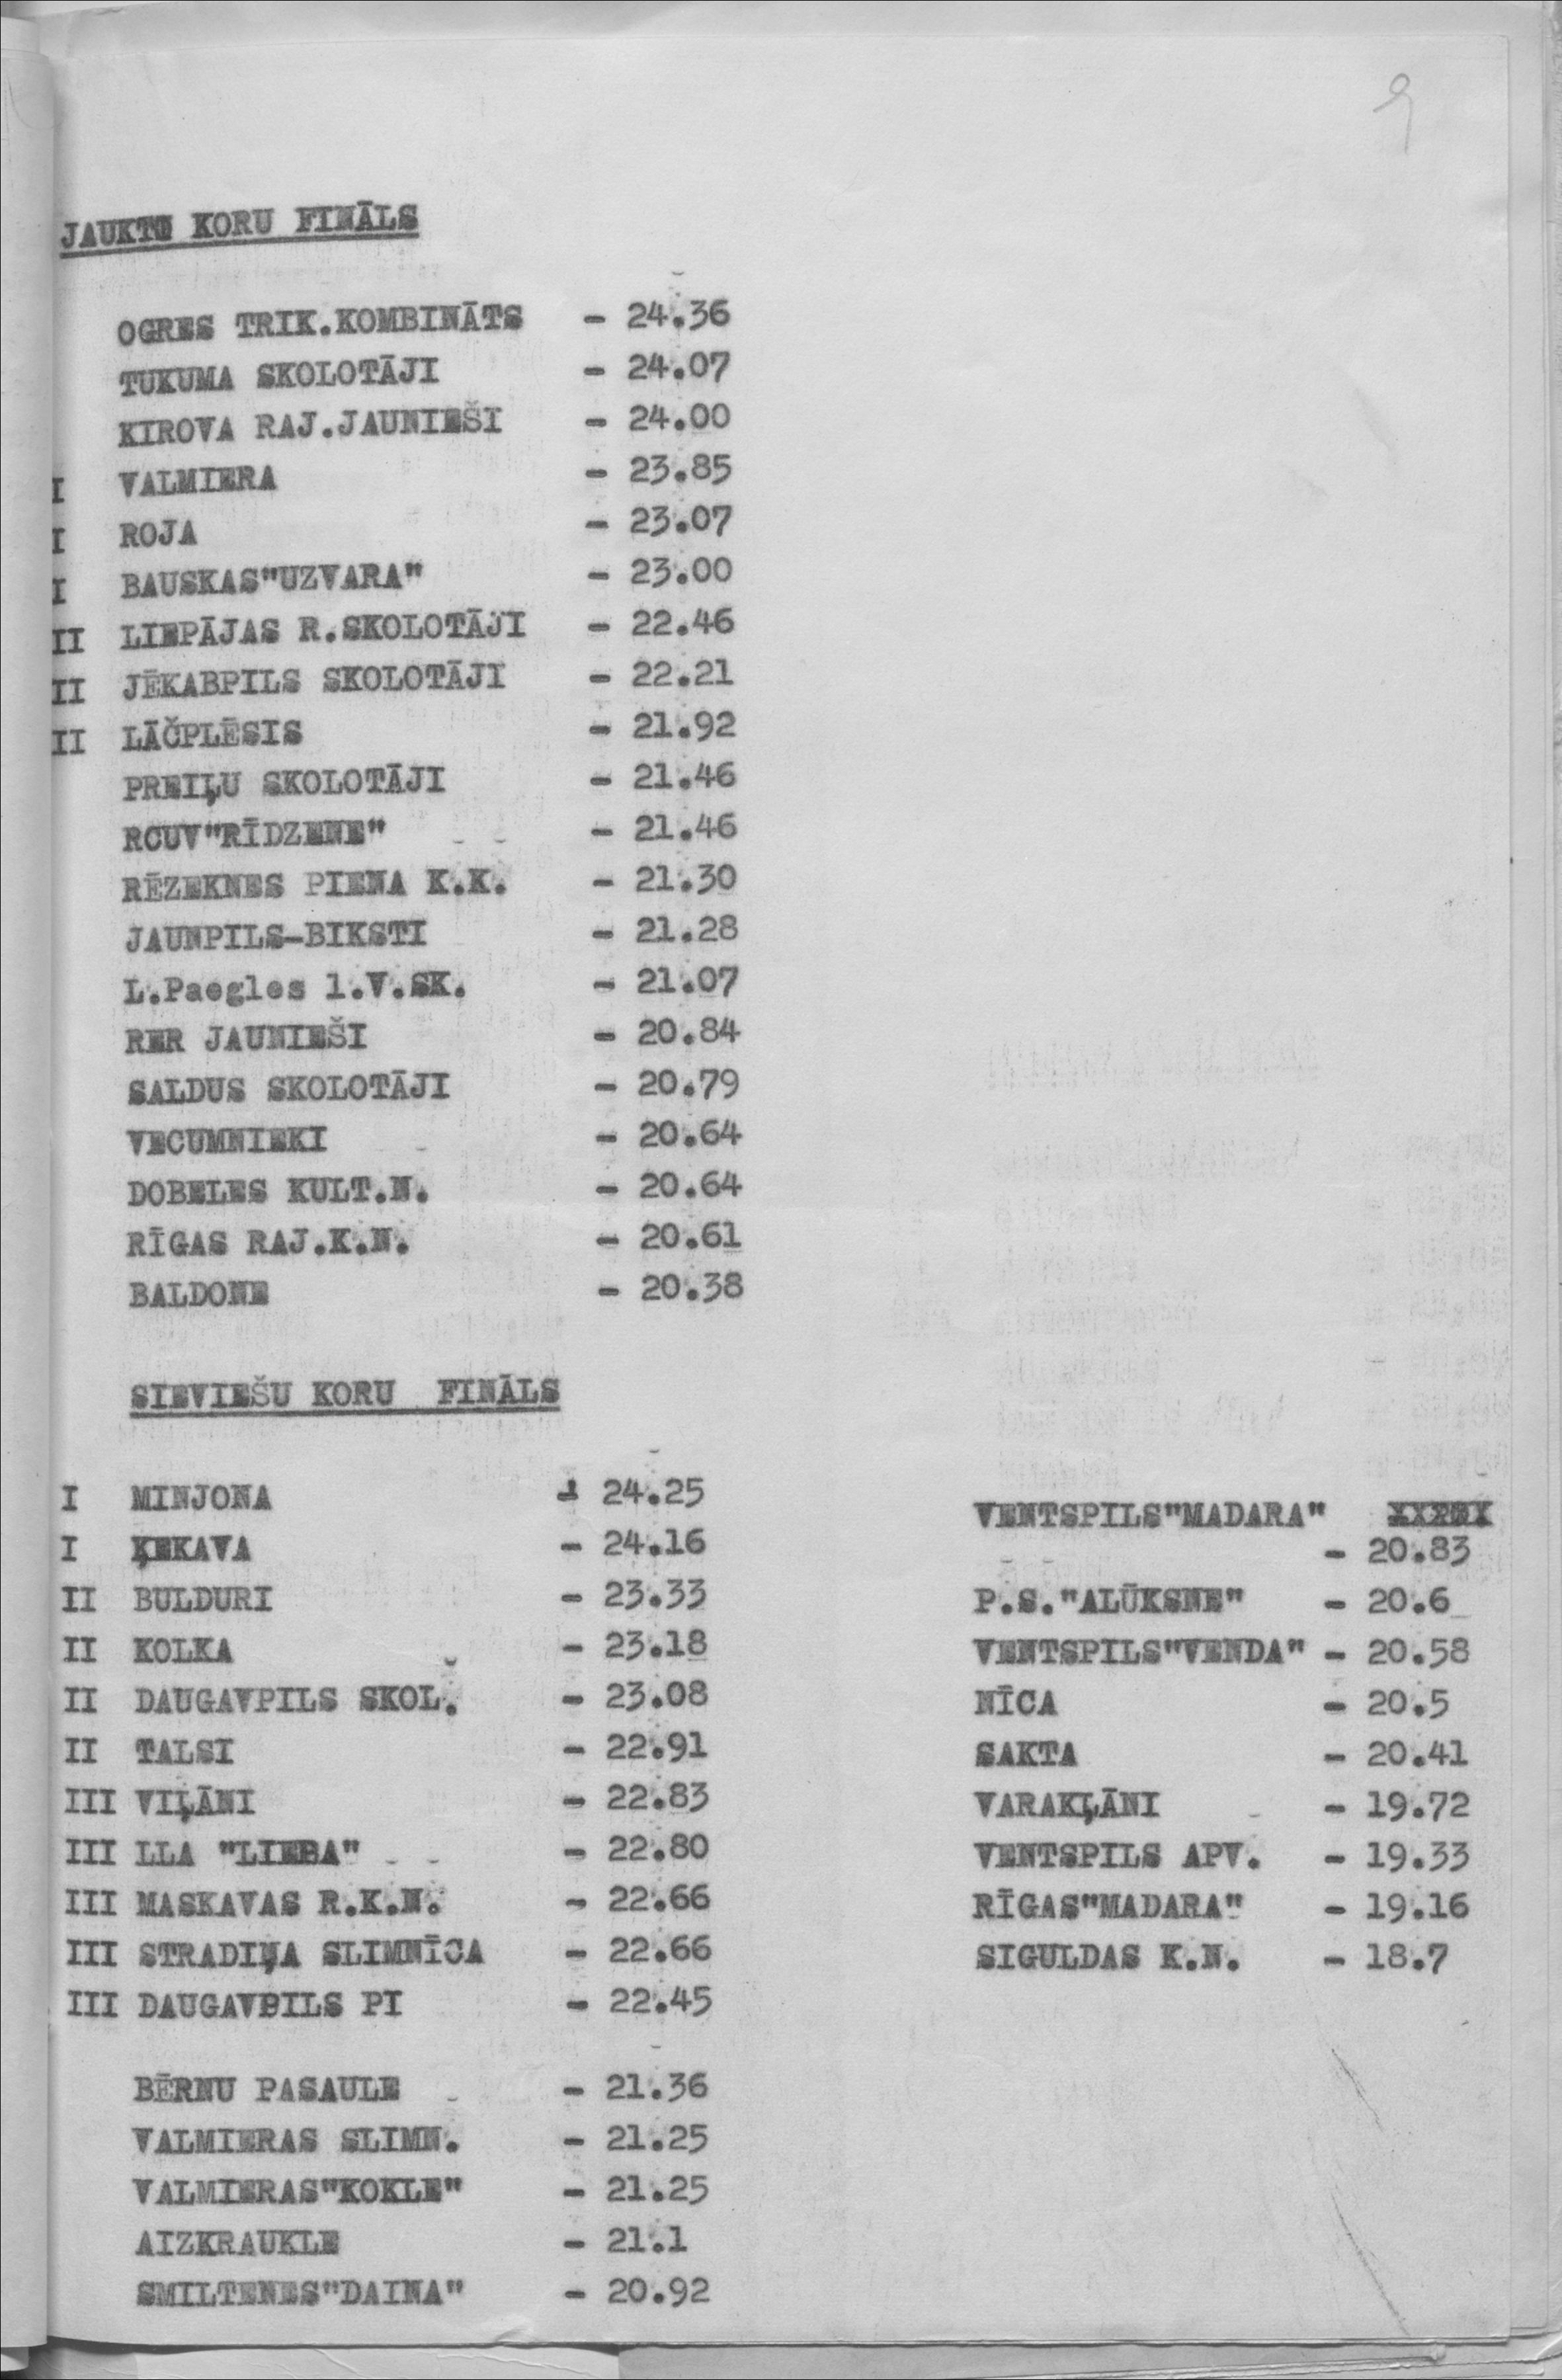 9
JAUKTO KORU FINĀLS
OGRES TRIK.KOMBINĀTS - 24.36
TUKUMA SKOLOTĀJI - 24.07
KIROVA RAJ.JAUNIEŠI - 24.00
I VALMIERA - 23.85
I ROJA - 23.07
I BAUSKAS"UZVARA" - 23.00
II LIEPĀJAS R.SKOLOTĀJI - 22.46
II JĒKABPILS SKOLOTĀJI - 22.21
II LĀČPLĒSIS - 21.92
PREIĻU SKOLOTĀJI - 21.46
RCUV"RĪDZENE" - 21.46
RĒZEKNES PIENA K.K. - 21.30
JAUNPILS-BIKSTI - 21.28
L.Paegles 1.V.SK. - 21.07
RER JAUNIEŠI - 20.84
SALDUS SKOLOTĀJI - 20.79
VECUMNIEKI - 20.64
DOBELES KULT.N. - 20.64
RĪGAS RAJ.K.N. - 20.61
BALDONE - 20.38
SIEVIEŠU KORU FINĀLS
I MINJONA - 24.25
I ĶEKAVA - 24.16
II BULDURI - 23.33
II KOLKA - 23.18
II DAUGAVPILS SKOL. - 23.08
II TALSI - 22.91
III VIĻĀNI - 22.83
III LLA "LIEPA" - 22.80
III MASKAVAS R.K.N. - 22.66
III STRADIŅA SLIMNĪCA - 22.66
III DAUGAVPILS PI - 22.45
BĒRNU PASAULE - 21.36
VALMIERAS SLIMN. - 21.25
VALMIERAS"KOKLE" - 21.25
AIZKRAUKLE - 21.1
SMILTENES"DAINA" - 20.92
VENTSPILS"MADARA"
- 20.83
P.S."ALŪKSNE" - 20.6
VENTSPILS"VENDA" - 20.58
NĪCA - 20.5
SAKTA - 20.41
VARAKĻĀNI - 19.72
VENTSPILS APV. - 19.33
RĪGAS"MADARA" - 19.16
SIGULDAS K.N. - 18.7